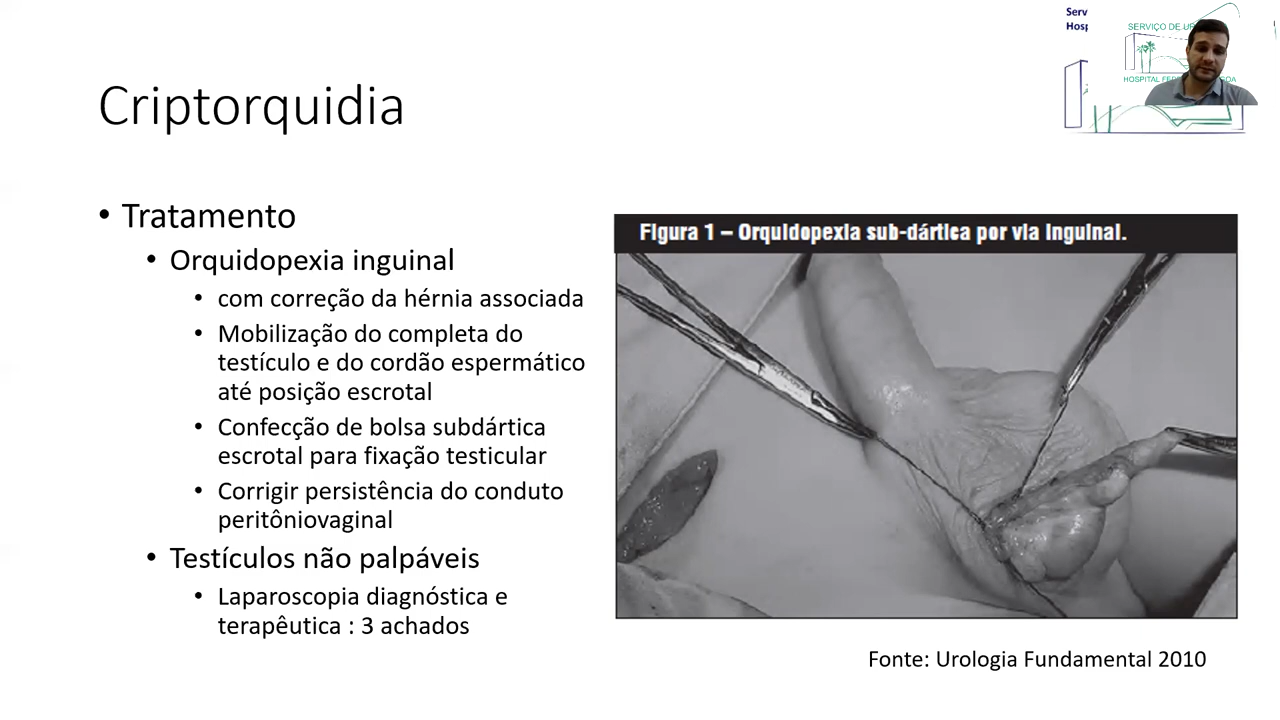 Serv
Hosp
SERVIÇO DE UR
HOSPITAL FE
Criptorquidia
• Tratamento
• Orquidopexia inguinal
• com correção da hérnia associada
• Mobilização do completa do
testículo e do cordão espermático
até posição escrotal
• Confecção de bolsa subdártica
escrotal para fixação testicular
• Corrigir persistência do conduto
peritôniovaginal
• Testículos não palpáveis
• Laparoscopia diagnóstica e
terapêutica : 3 achados
Figura 1 – Orquidopexia sub-dártica por via inguinal.
Fonte: Urologia Fundamental 2010